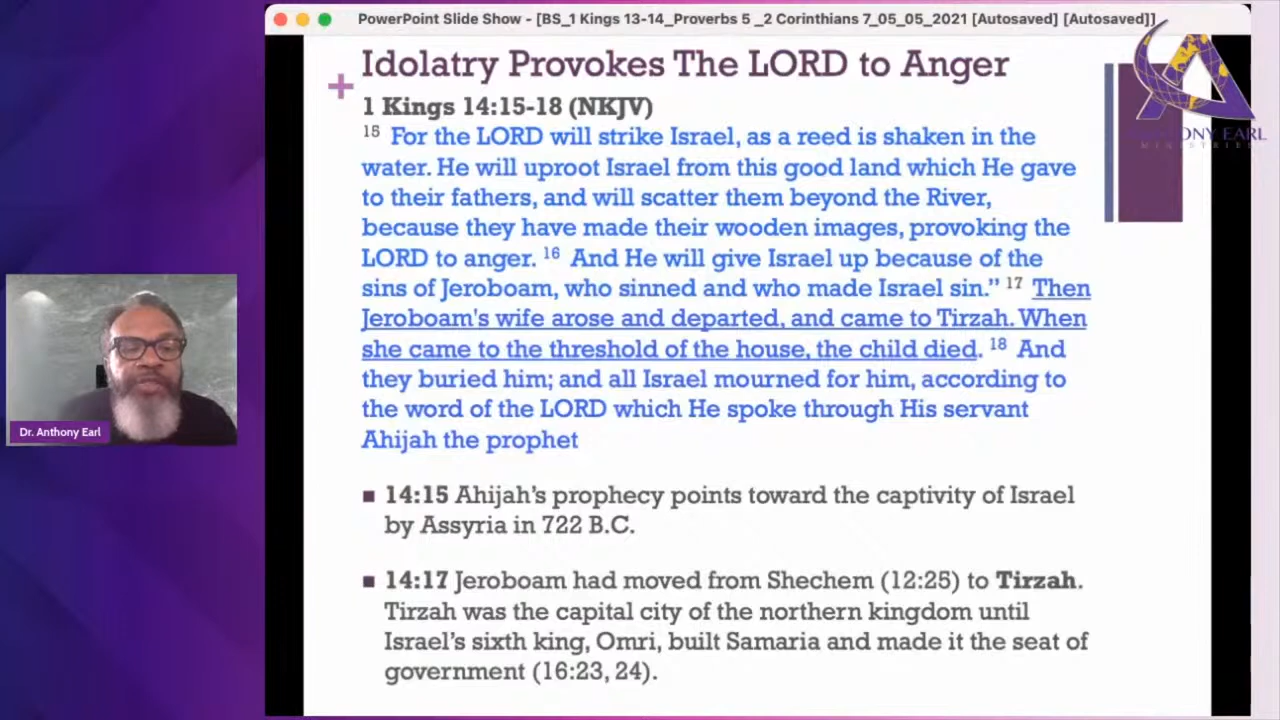 PowerPoint Slide Show - [BS_1 Kings 13-14_Proverbs 5 _2 Corinthians 7_05_05_2021 [Autosaved] [Autosaved]]
Idolatry Provokes The LORD to Anger
+
1 Kings 14:15-18 (NKJV)
15 For the LORD will strike Israel, as a reed is shaken in the
water. He will uproot Israel from this good land which He gave
to their fathers, and will scatter them beyond the River,
because they have made their wooden images, provoking the
LORD to anger. 16 And He will give Israel up because of the
sins of Jeroboam, who sinned and who made Israel sin.” 17 Then
Jeroboam's wife arose and departed, and came to Tirzah. When
she came to the threshold of the house, the child died. 18 And
they buried him; and all Israel mourned for him, according to
the word of the LORD which He spoke through His servant
Ahijah the prophet
■ 14:15 Ahijah’s prophecy points toward the captivity of Israel
by Assyria in 722 B.C.
■ 14:17 Jeroboam had moved from Shechem (12:25) to Tirzah.
Tirzah was the capital city of the northern kingdom until
Israel’s sixth king, Omri, built Samaria and made it the seat of
government (16:23, 24).
Dr. Anthony Earl
EARL